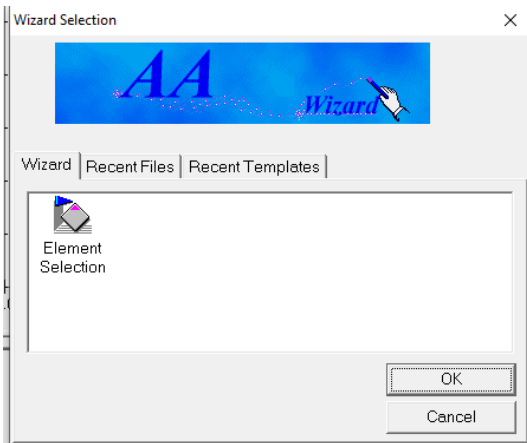 Wizard Selection
AA
Wizard
Wizard Recent Files Recent Templates
Element
Selection
OK
Cancel